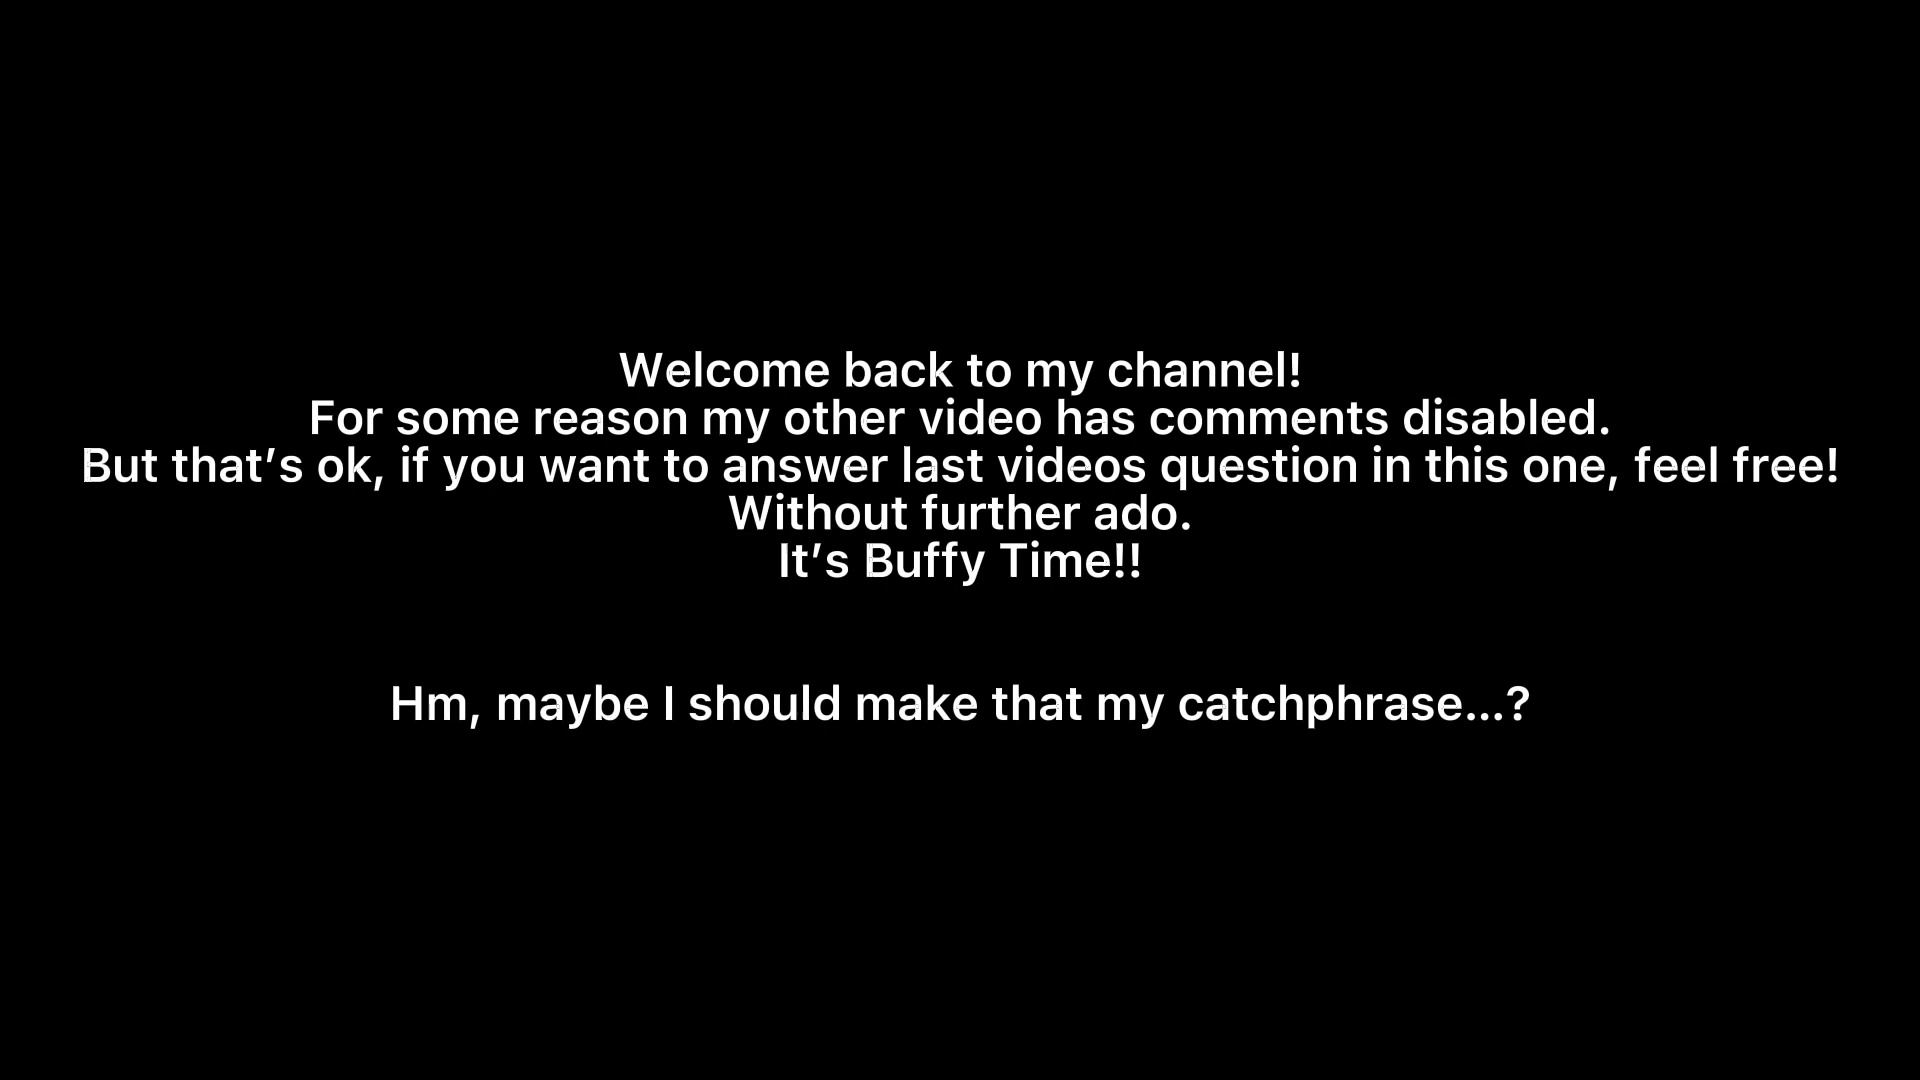 Welcome back to my channel!
For some reason my other video has comments disabled.
But that’s ok, if you want to answer last videos question in this one, feel free!
Without further ado.
It’s Buffy Time!!
Hm, maybe I should make that my catchphrase...?